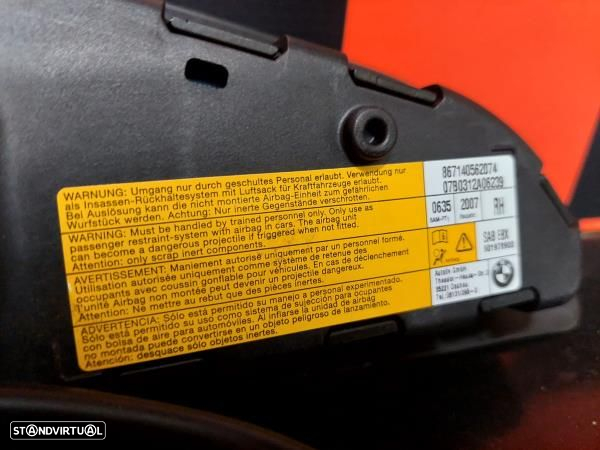 WARNUNG: Umgang nur durch geschultes Personal erlaubt. Verwendung nur
als Insassen-Rückhaltesystem mit Luftsack für Kraftfahrzeuge erlaubt.
Bei Auslösung kann die nicht montierte Airbag-Einheit zum gefährlichen
Wurfstück werden. Achtung: Nur inerte Gegenstände verschrotten.
WARNING: Must be handled by trained personnel only. Use as
passenger restraint-system with airbag in cars only. The airbag unit
can become a dangerous projectile if triggered when not fitted.
Attention: only scrap inert components.
AVERTISSEMENT: Maniement autorisé uniquement par un personnel formé.
Utilisation autorisée uniquement comme système de retenue des
occupants avec coussin gonflable pour véhicules. En cas de déclenchement
l'airbag non monté peut devenir un projectile dangereux.
Attention: Ne mettre au rebut que des pièces inertes.
ADVERTENCIA: Sólo está permitido su manejo a personal experimentado.
Sólo está permitido su uso como sistema de sujección para ocupantes
con bolsa de aire para automóviles. Al inflarse la unidad de airbag
no montada puede convertirse en un objeto peligroso de lanzamiento.
Atención: desguace sólo objetos inertes.
867140562074
07B0312A06239
0635 2007 RH
SAB E8X
Autoliv GmbH
BMW
STANDVIRTUAL